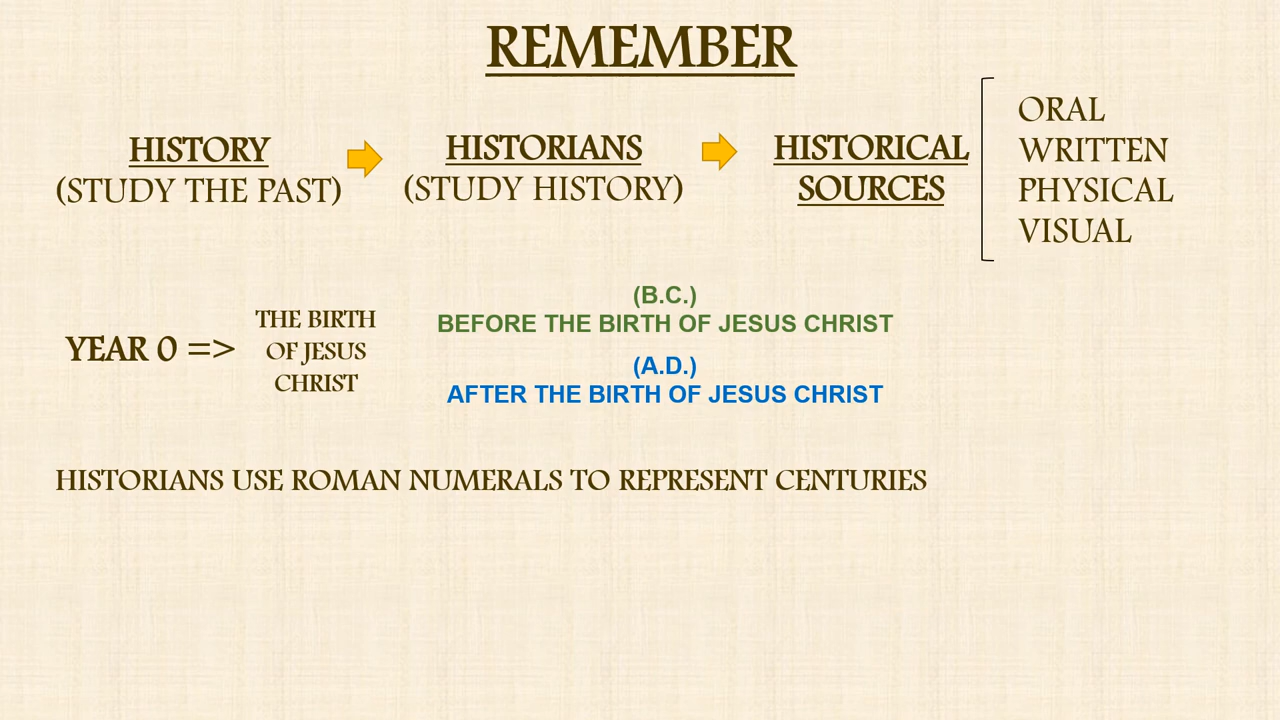 REMEMBER
HISTORY
(STUDY THE PAST)
HISTORIANS
(STUDY HISTORY)
HISTORICAL
SOURCES
ORAL
WRITTEN
PHYSICAL
VISUAL
YEAR 0 =>
THE BIRTH
OF JESUS
CHRIST
(B.C.)
BEFORE THE BIRTH OF JESUS CHRIST
(A.D.)
AFTER THE BIRTH OF JESUS CHRIST
HISTORIANS USE ROMAN NUMERALS TO REPRESENT CENTURIES